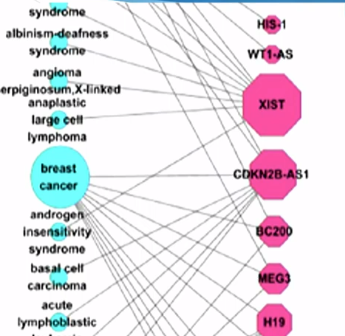 syndrome
albinism-deafness
syndrome
angioma
erpiginosum,X-linked
anaplastic
large cell
lymphoma
breast
cancer
androgen
insensitivity
syndrome
basal cell
carcinoma
acute
lymphoblastic
HIS-1
WT1-AS
XIST
CDKN2B-AS1
BC200
MEG3
H19